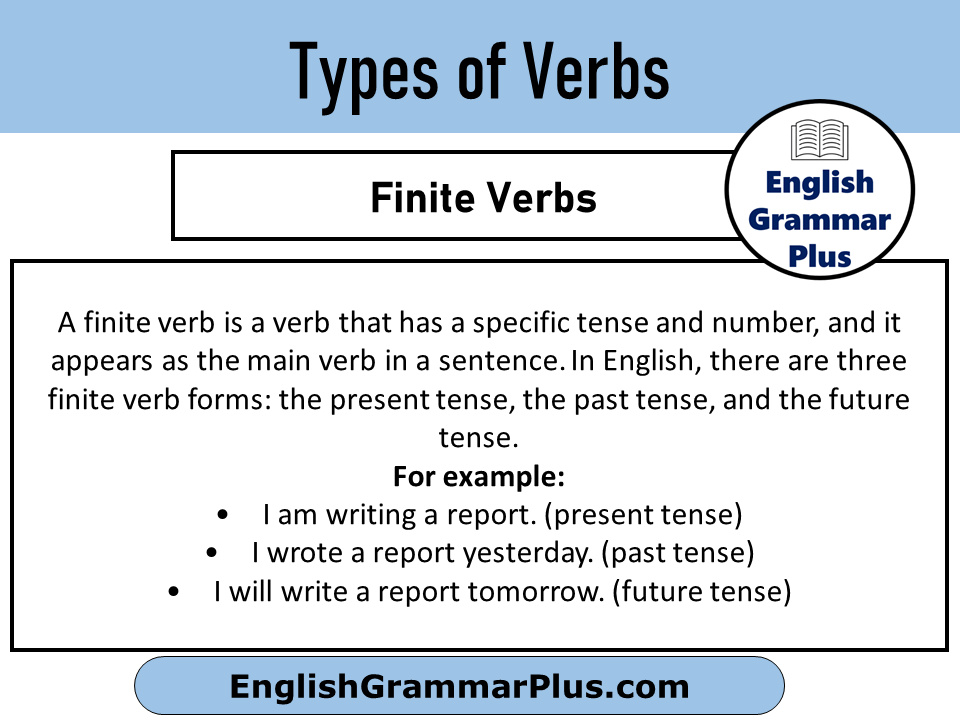 Types of Verbs
English
Grammar
Plus
Finite Verbs
A finite verb is a verb that has a specific tense and number, and it
appears as the main verb in a sentence. In English, there are three
finite verb forms: the present tense, the past tense, and the future
tense.
For example:
• I am writing a report. (present tense)
• I wrote a report yesterday. (past tense)
• I will write a report tomorrow. (future tense)
EnglishGrammarPlus.com